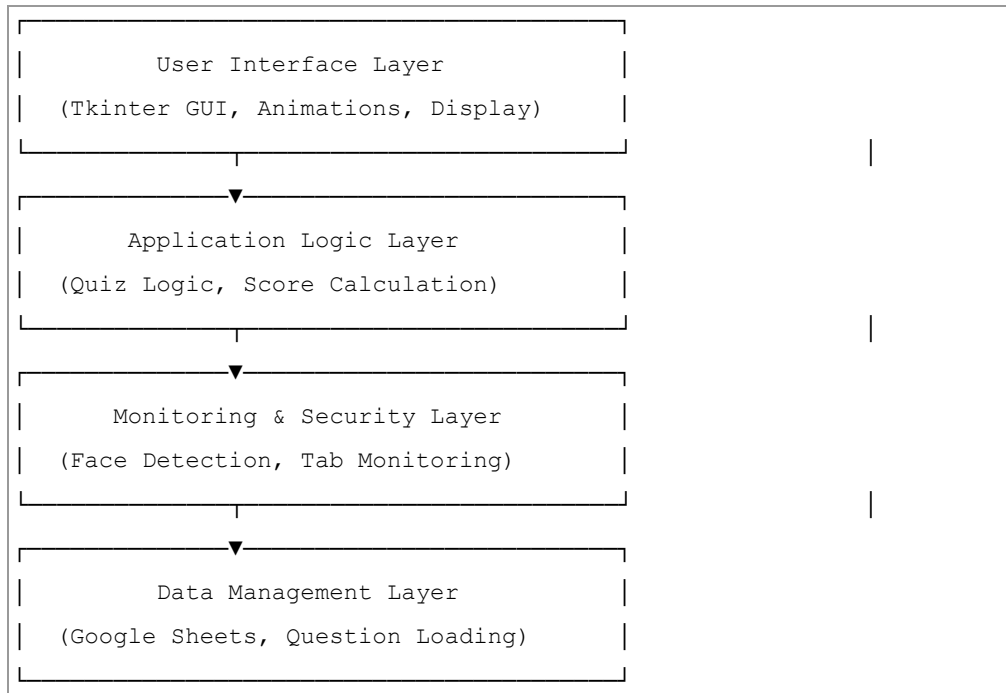 User Interface Layer
(Tkinter GUI, Animations, Display)
Application Logic Layer
(Quiz Logic, Score Calculation)
Monitoring & Security Layer
(Face Detection, Tab Monitoring)
Data Management Layer
(Google Sheets, Question Loading)